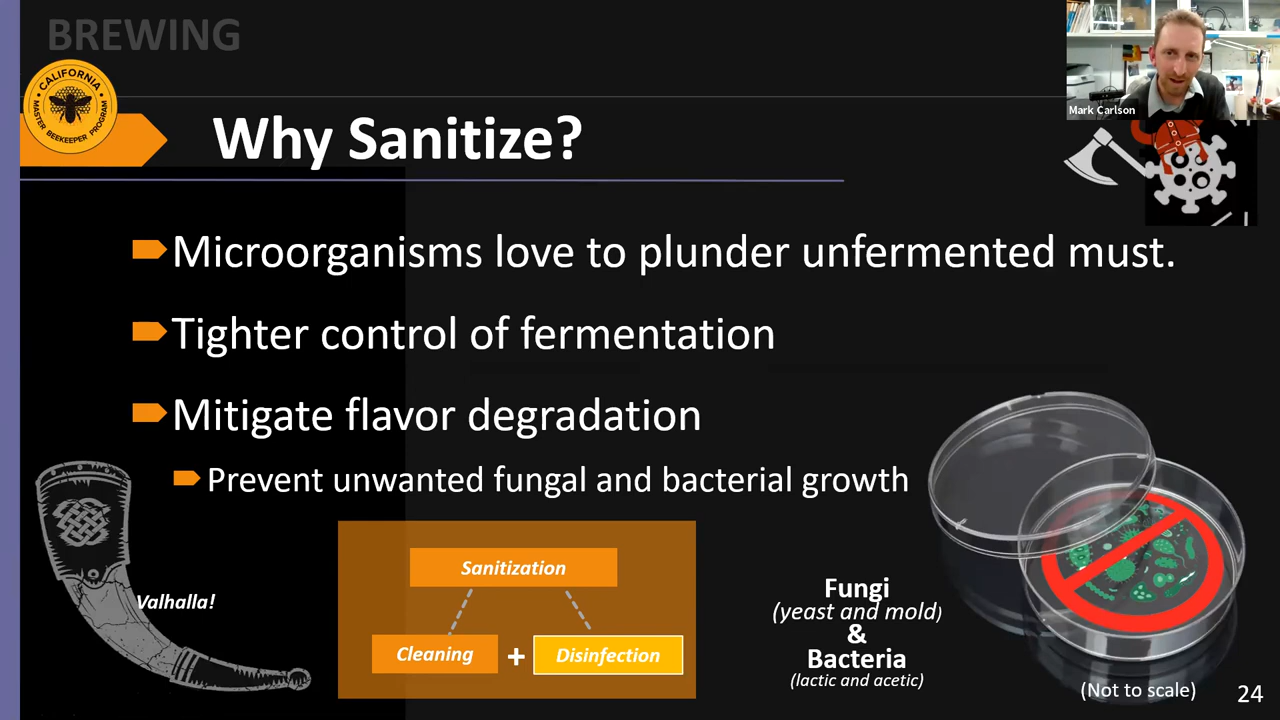 BREWING
CALIFORNIA
MASTER BEEKEEPER PROGRAM
Mark Carlson
Why Sanitize?
Microorganisms love to plunder unfermented must.
Tighter control of fermentation
Mitigate flavor degradation
Prevent unwanted fungal and bacterial growth
Valhalla!
Sanitization
Cleaning + Disinfection
Fungi
(yeast and mold)
&
Bacteria
(lactic and acetic)
(Not to scale)
24